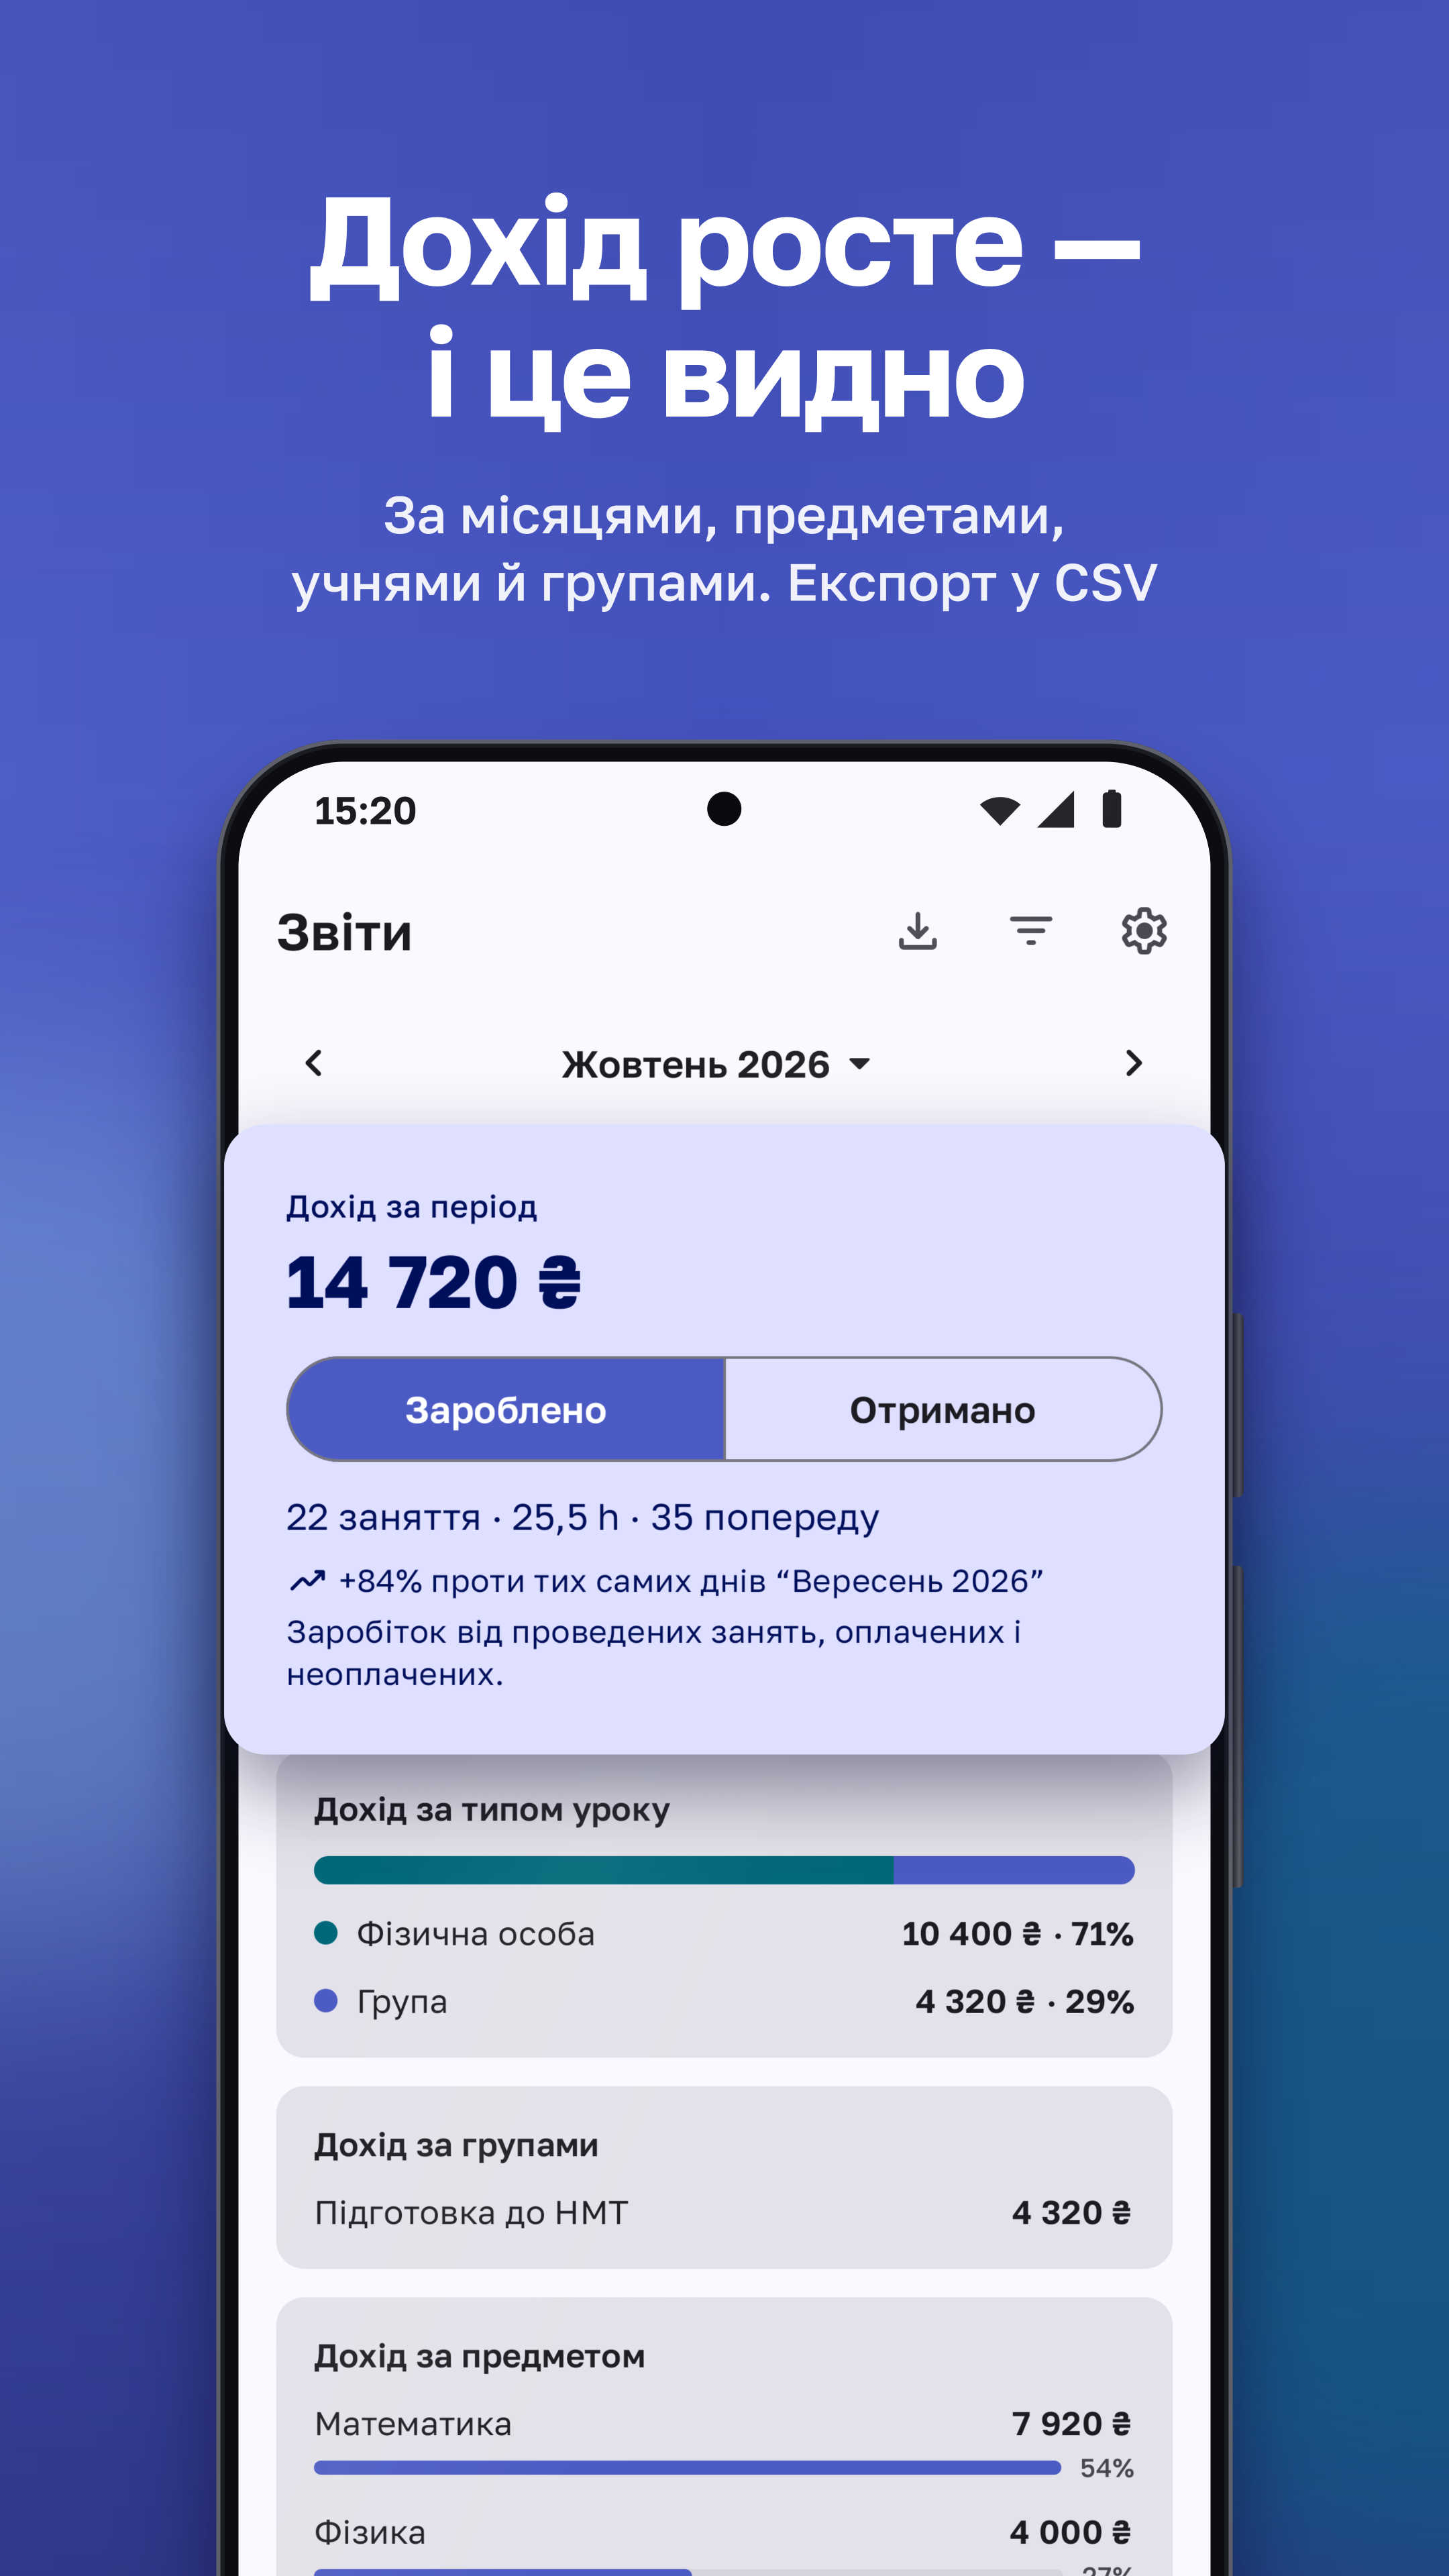 Дохід росте –
і це видно
За місяцями, предметами,
учнями й групами. Експорт у CSV
15:20
Звіти
Жовтень 2026
Дохід за період
14 720 ₴
Зароблено
Отримано
22 заняття · 25,5 h · 35 попереду
+84% проти тих самих днів “Вересень 2026”
Заробіток від проведених занять, оплачених і
неоплачених.
Дохід за типом уроку
Фізична особа 10 400 ₴ · 71%
Група 4 320 ₴ · 29%
Дохід за групами
Підготовка до НМТ 4 320 ₴
Дохід за предметом
Математика 7 920 ₴
54%
Фізика 4 000 ₴
27%